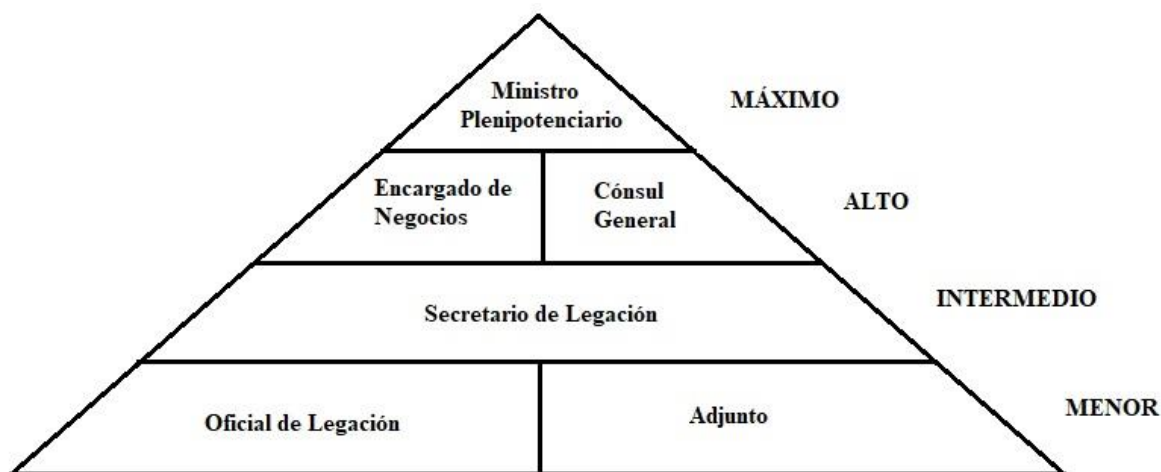 Ministro
Plenipotenciario
MÁXIMO
Encargado de
Negocios
Cónsul
General
ALTO
Secretario de Legación
INTERMEDIO
Oficial de Legación
Adjunto
MENOR